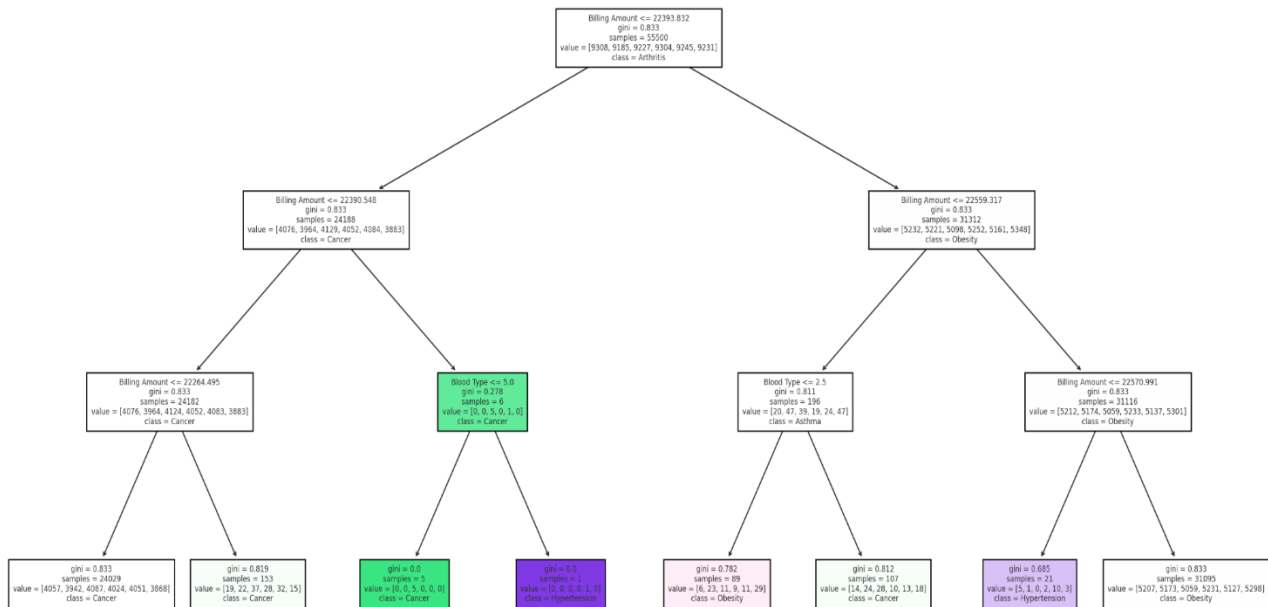 Billing Amount <= 22393.832
gini = 0.833
samples = 55500
value = [9308, 9185, 9227, 9304, 9245, 9231]
class = Arthritis
Billing Amount <= 22390.548
gini = 0.833
samples = 24188
value = [4076, 3964, 4129, 4052, 4084, 3883]
class = Cancer
Billing Amount <= 22559.317
gini = 0.833
samples = 31312
value = [5232, 5221, 5098, 5252, 5161, 5348]
class = Obesity
Billing Amount <= 22264.495
gini = 0.833
samples = 24182
value = [4076, 3964, 4124, 4052, 4083, 3883]
class = Cancer
Blood Type <= 5.0
gini = 0.278
samples = 6
value = [0, 0, 5, 0, 1, 0]
class = Cancer
Blood Type <= 2.5
gini = 0.811
samples = 196
value = [20, 47, 39, 19, 24, 47]
class = Asthma
Billing Amount <= 22570.991
gini = 0.833
samples = 31116
value = [5212, 5174, 5059, 5233, 5137, 5301]
class = Obesity
gini = 0.833
samples = 24029
value = [4057, 3942, 4087, 4024, 4051, 3868]
class = Cancer
gini = 0.819
samples = 153
value = [19, 22, 37, 28, 32, 15]
class = Cancer
gini = 0.0
samples = 5
value = [0, 0, 5, 0, 0, 0]
class = Cancer
gini = 0.0
samples = 1
value = [0, 0, 0, 0, 1, 0]
class = Hypertension
gini = 0.782
samples = 89
value = [6, 23, 11, 9, 11, 29]
class = Obesity
gini = 0.812
samples = 107
value = [14, 24, 28, 10, 13, 18]
class = Cancer
gini = 0.685
samples = 21
value = [5, 1, 0, 2, 10, 3]
class = Hypertension
gini = 0.833
samples = 31095
value = [5207, 5173, 5059, 5231, 5127, 5298]
class = Obesity